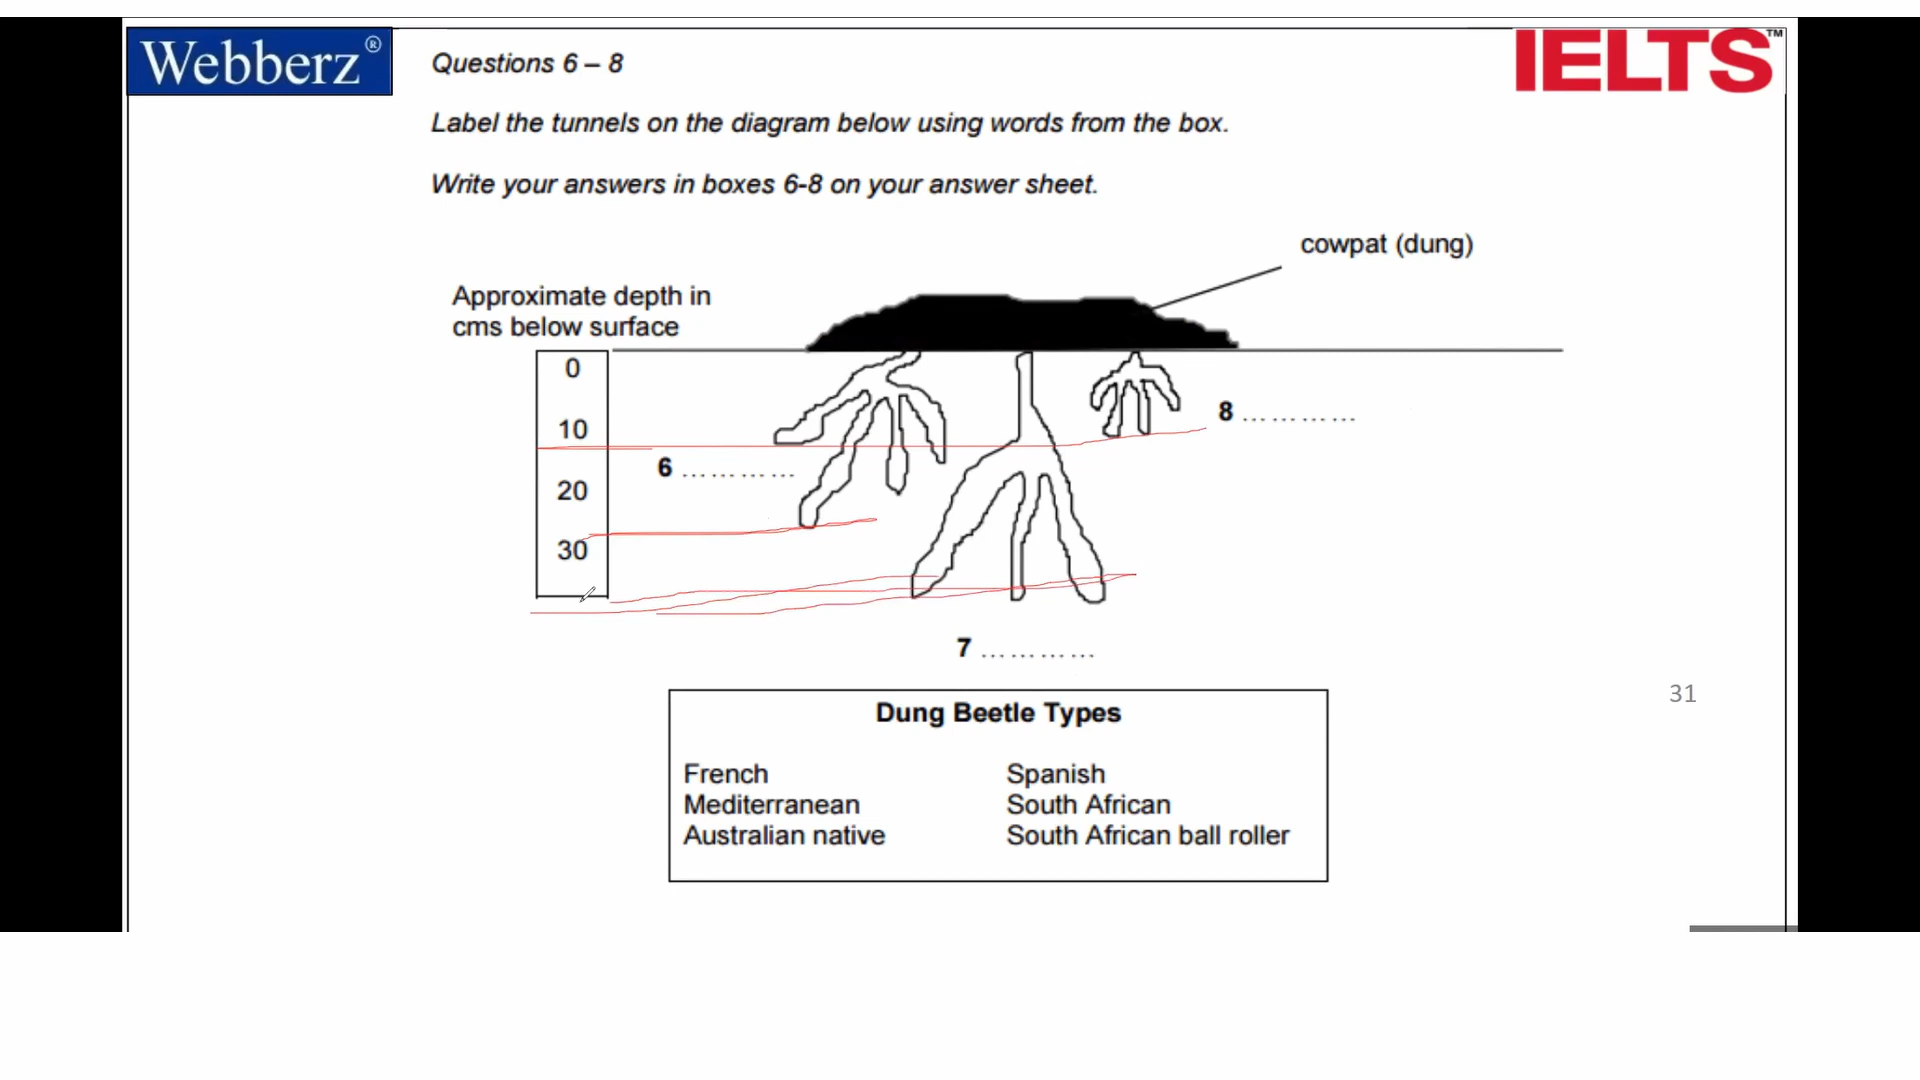 Webberz®
IELTS™
Questions 6 – 8
Label the tunnels on the diagram below using words from the box.
Write your answers in boxes 6-8 on your answer sheet.
cowpat (dung)
Approximate depth in
cms below surface
0
10
20
30
6 …………
8 …………
7 …………
31
Dung Beetle Types
French
Spanish
Mediterranean
South African
Australian native
South African ball roller